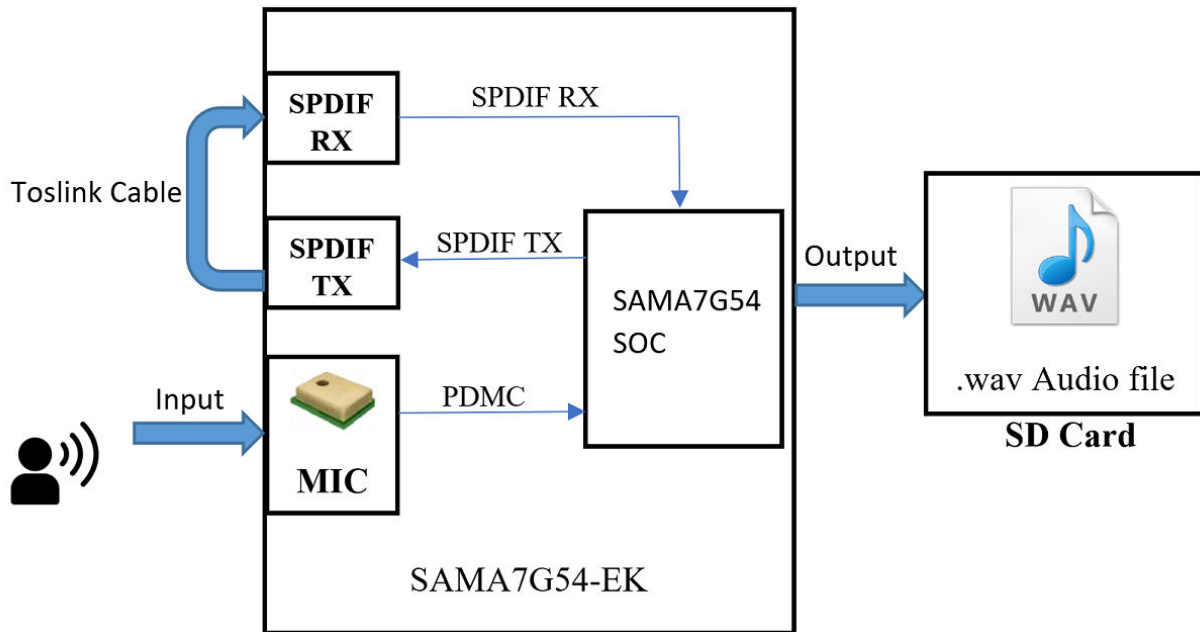 SPDIF
RX
SPDIF RX
Toslink Cable
SPDIF
TX
SPDIF TX
SAMA7G54
SOC
Output
WAV
.wav Audio file
SD Card
Input
PDMC
MIC
SAMA7G54-EK